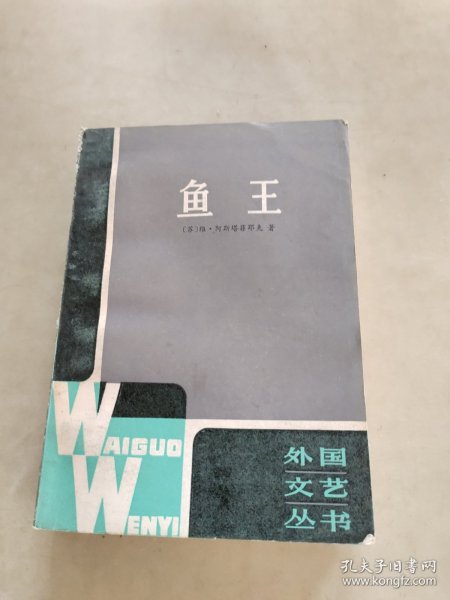 鱼 王
〔苏〕维·阿斯塔菲耶夫 著
WAIGUO
WENYI
外国
文艺
丛书
孔夫子旧书网
www.kongfz.com